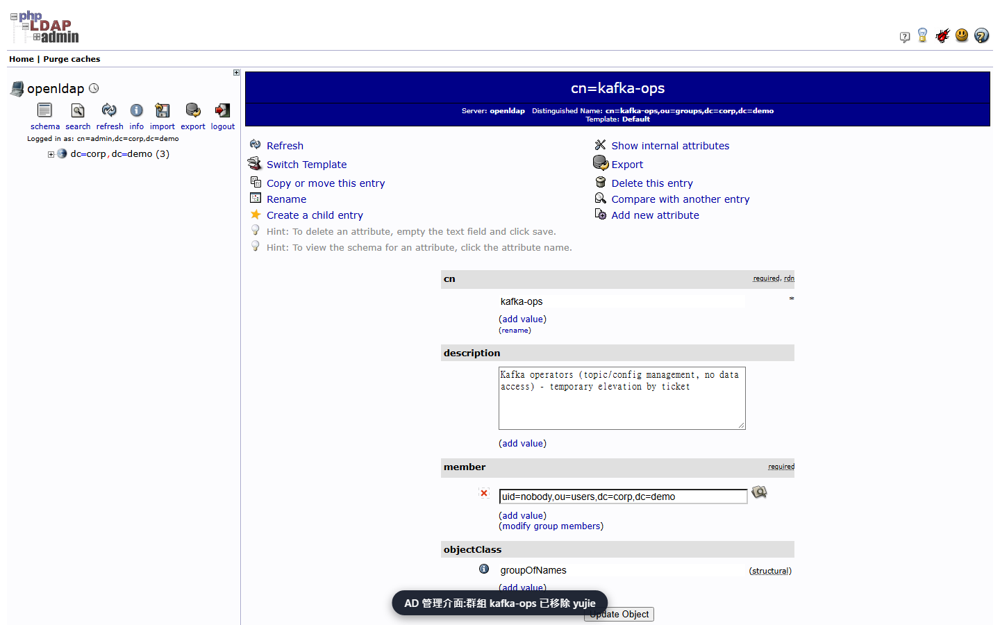 php
LDAP
admin
Home | Purge caches
openldap
schema search refresh info import export logout
Logged in as: cn=admin,dc=corp,dc=demo
dc=corp,dc=demo (3)
cn=kafka-ops
Server: openldap Distinguished Name: cn=kafka-ops,ou=groups,dc=corp,dc=demo
Template: Default
Refresh
Show internal attributes
Switch Template
Export
Copy or move this entry
Delete this entry
Rename
Compare with another entry
Create a child entry
Add new attribute
Hint: To delete an attribute, empty the text field and click save.
Hint: To view the schema for an attribute, click the attribute name.
cn
required, rdn
kafka-ops
*
(add value)
(rename)
description
Kafka operators (topic/config management, no data
access) - temporary elevation by ticket
(add value)
member
required
uid=nobody,ou=users,dc=corp,dc=demo
(add value)
(modify group members)
objectClass
groupOfNames
(structural)
(add value)
AD 管理介面:群組 kafka-ops 已移除 yujie
Update Object